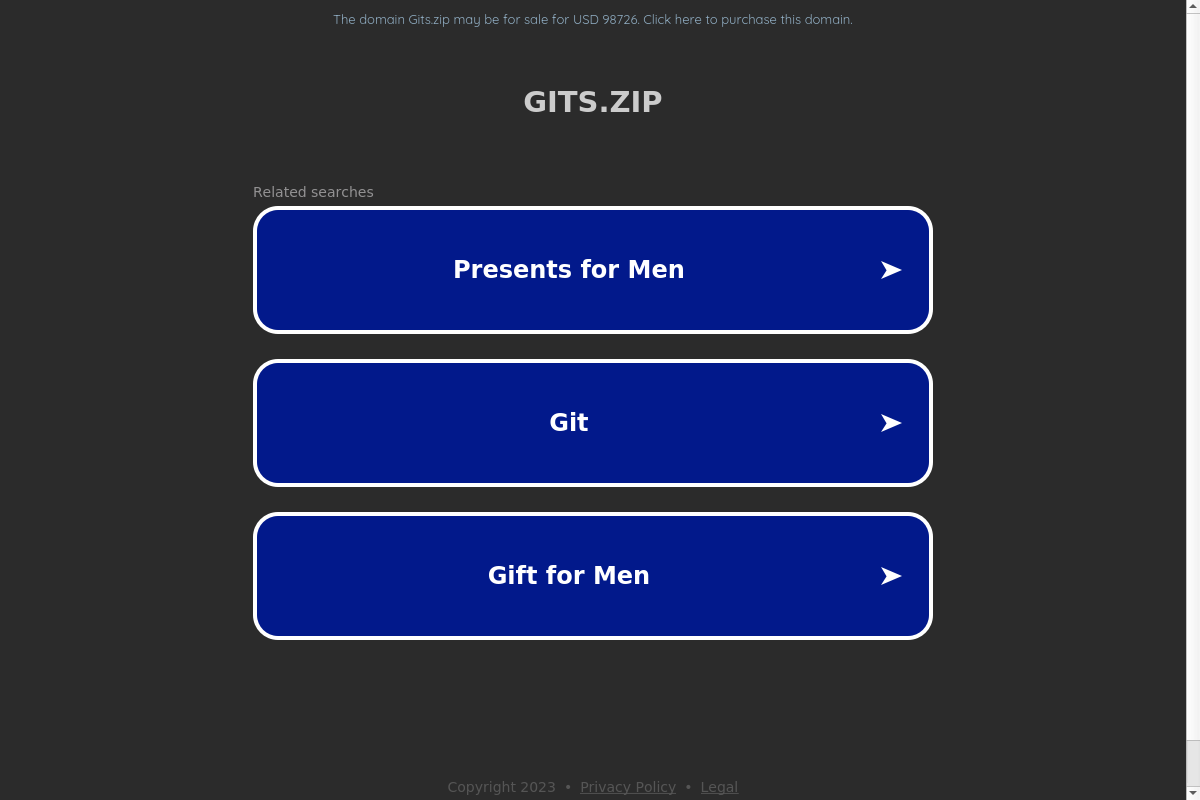 The domain Gits.zip may be for sale for USD 98726. Click here to purchase this domain.
GITS.ZIP
Related searches
Presents for Men
Git
Gift for Men
Copyright 2023 • Privacy Policy • Legal